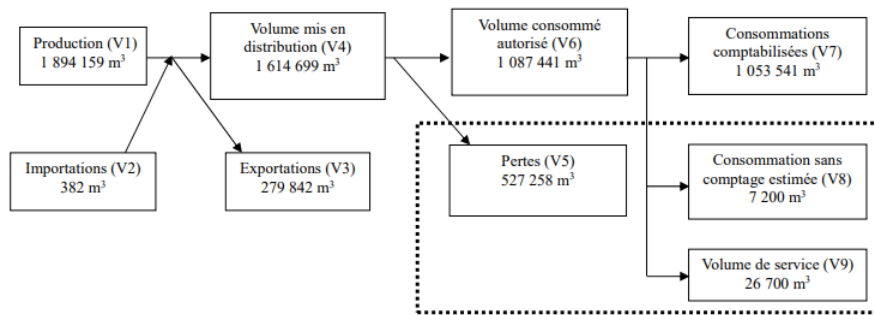 Production (V1)
1 894 159 m³
Volume mis en
distribution (V4)
1 614 699 m³
Volume consommé
autorisé (V6)
1 087 441 m³
Consommations
comptabilisées (V7)
1 053 541 m³
Importations (V2)
382 m³
Exportations (V3)
279 842 m³
Pertes (V5)
527 258 m³
Consommation sans
comptage estimée (V8)
7 200 m³
Volume de service (V9)
26 700 m³